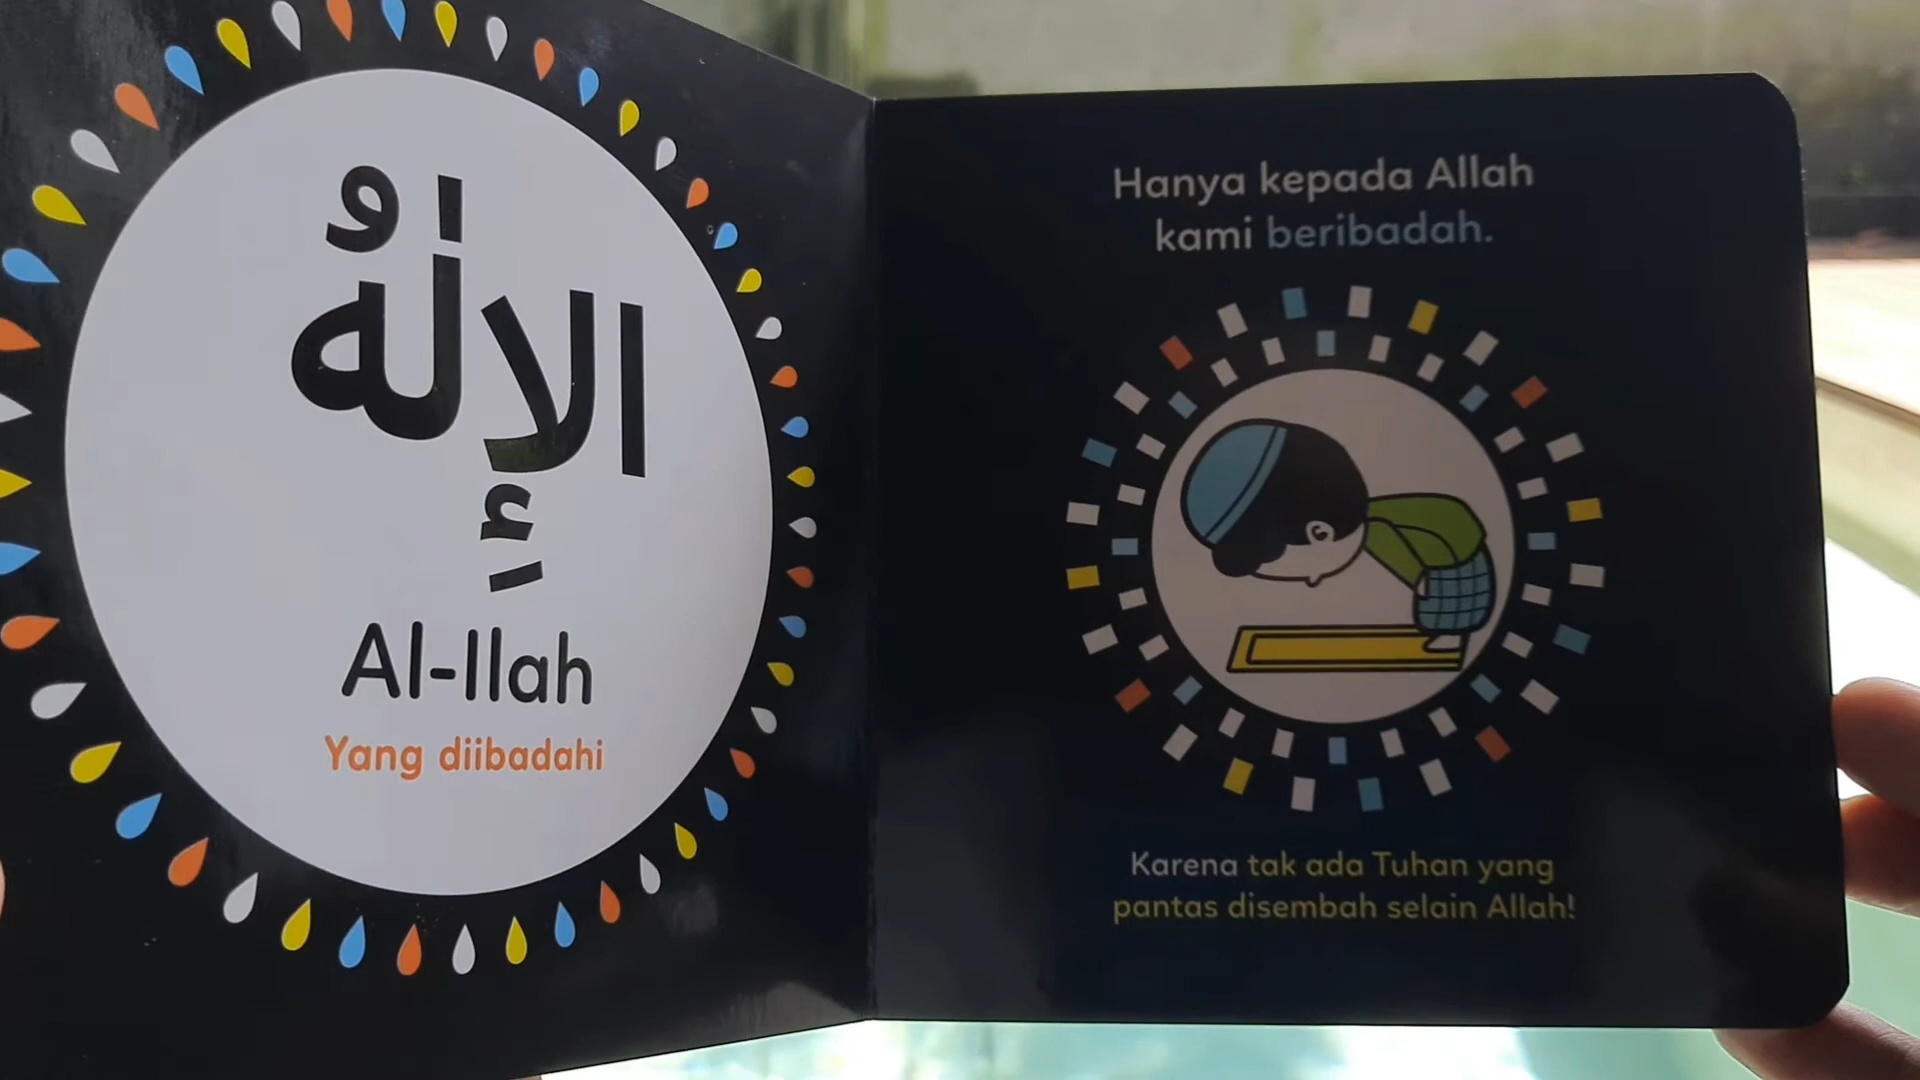 الإِلٰهُ
Al-Ilah
Yang diibadahi
Hanya kepada Allah
kami beribadah.
Karena tak ada Tuhan yang
pantas disembah selain Allah!